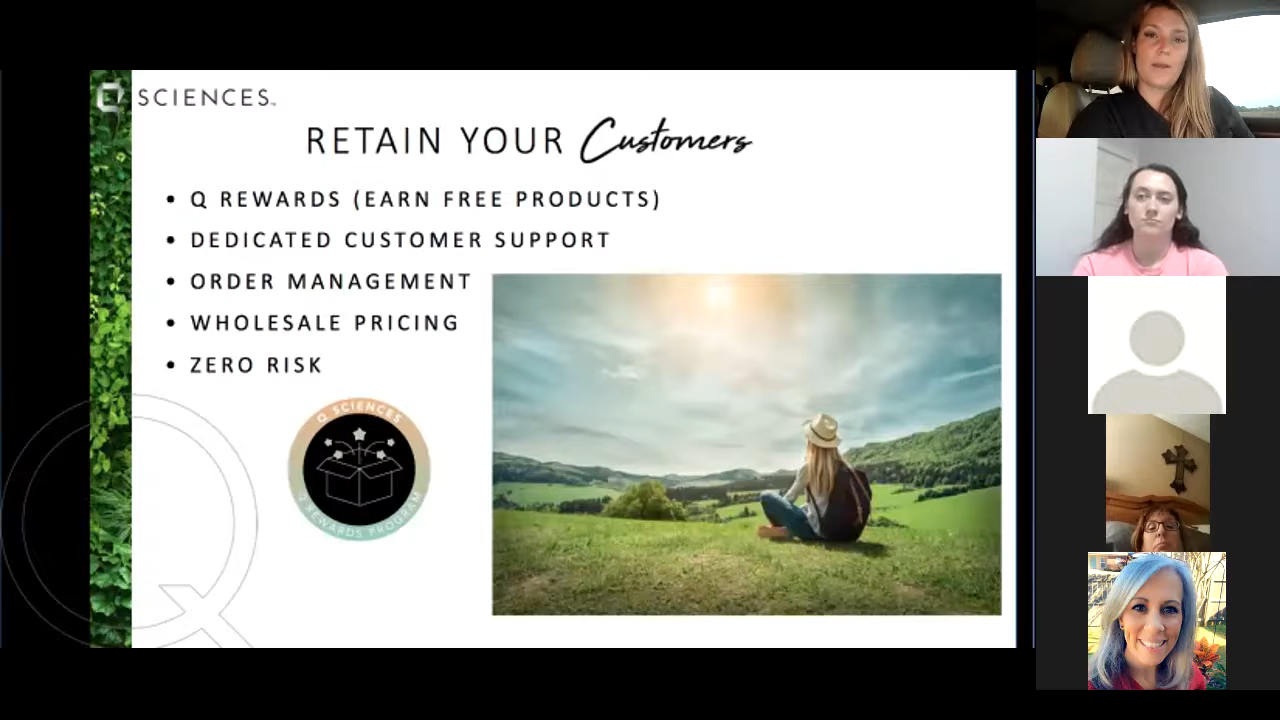 Q SCIENCES™
RETAIN YOUR Customers
• Q REWARDS (EARN FREE PRODUCTS)
• DEDICATED CUSTOMER SUPPORT
• ORDER MANAGEMENT
• WHOLESALE PRICING
• ZERO RISK
Q SCIENCES
Q REWARDS PROGRAM